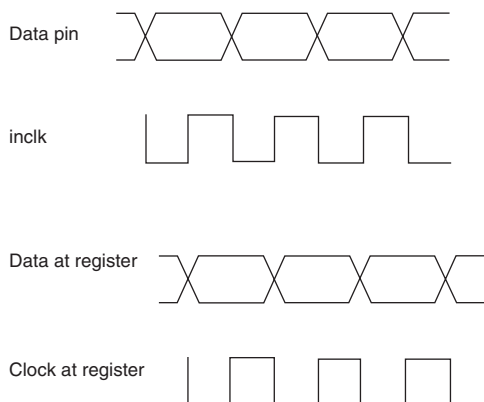 Data pin
inclk
Data at register
Clock at register